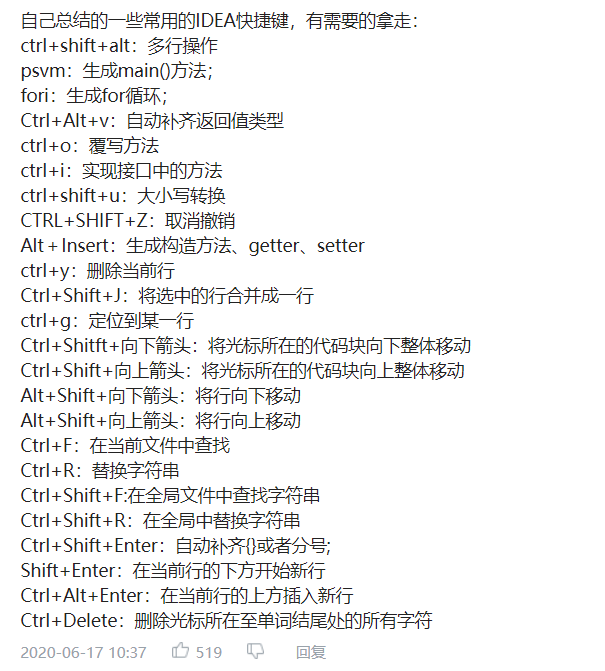 自己总结的一些常用的IDEA快捷键，有需要的拿走：
ctrl+shift+alt：多行操作
psvm：生成main()方法；
fori：生成for循环；
Ctrl+Alt+v：自动补齐返回值类型
ctrl+o：覆写方法
ctrl+i：实现接口中的方法
ctrl+shift+u：大小写转换
CTRL+SHIFT+Z：取消撤销
Alt＋Insert：生成构造方法、getter、setter
ctrl+y：删除当前行
Ctrl+Shift+J：将选中的行合并成一行
ctrl+g：定位到某一行
Ctrl+Shitft+向下箭头：将光标所在的代码块向下整体移动
Ctrl+Shift+向上箭头：将光标所在的代码块向上整体移动
Alt+Shift+向下箭头：将行向下移动
Alt+Shift+向上箭头：将行向上移动
Ctrl+F：在当前文件中查找
Ctrl+R：替换字符串
Ctrl+Shift+F:在全局文件中查找字符串
Ctrl+Shift+R：在全局中替换字符串
Ctrl+Shift+Enter：自动补齐{}或者分号;
Shift+Enter：在当前行的下方开始新行
Ctrl+Alt+Enter：在当前行的上方插入新行
Ctrl+Delete：删除光标所在至单词结尾处的所有字符
2020-06-17 10:37 519 回复